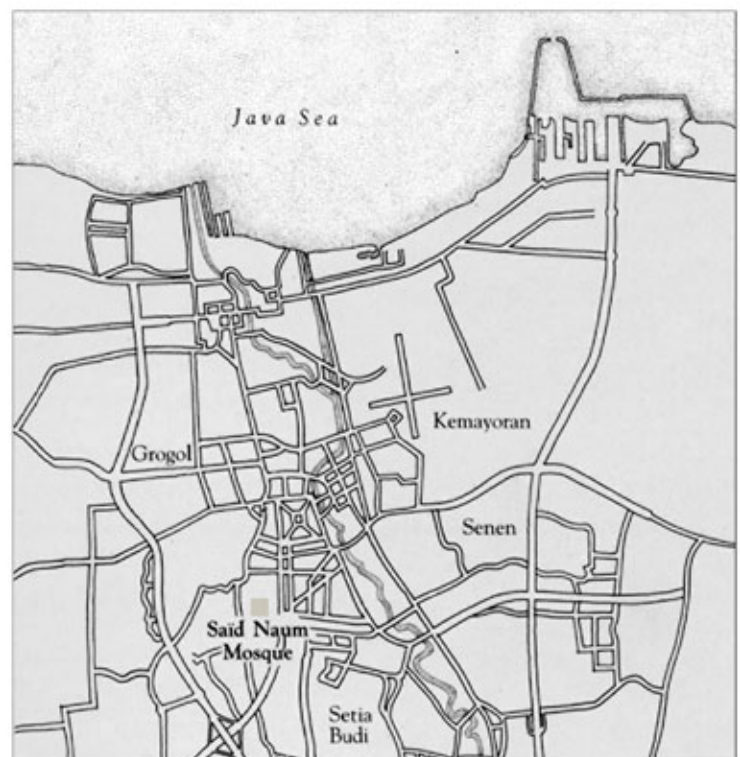 Java Sea
Kemayoran
Grogol
Senen
Saïd Naum
Mosque
Setia
Budi